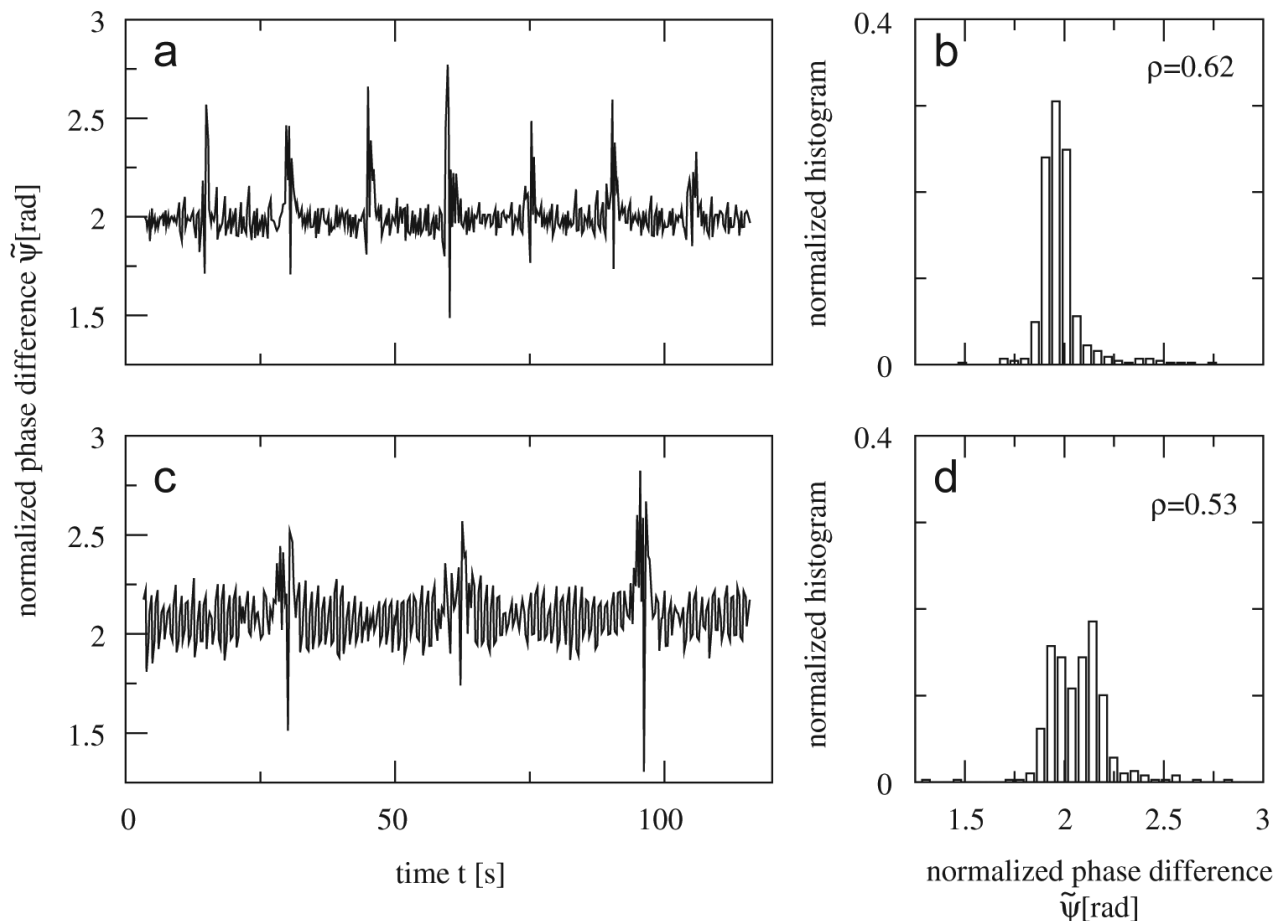 normalized phase difference ψ̃[rad]
3
2.5
2
1.5
a
normalized histogram
0.4
0
b
ρ=0.62
3
2.5
2
1.5
c
0
50
100
time t [s]
normalized histogram
0.4
0
d
ρ=0.53
1.5
2
2.5
3
normalized phase difference
ψ̃[rad]